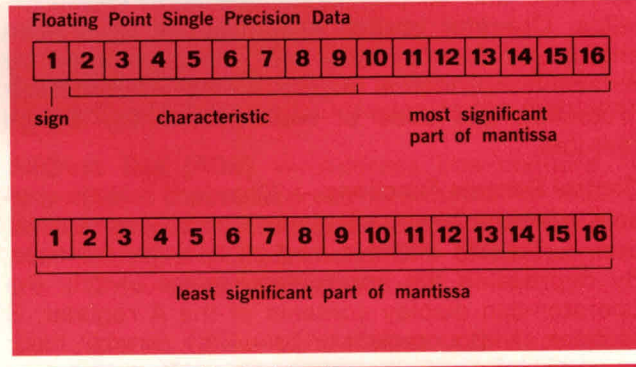 Floating Point Single Precision Data
1 2 3 4 5 6 7 8 9 10 11 12 13 14 15 16
sign characteristic most significant
part of mantissa
1 2 3 4 5 6 7 8 9 10 11 12 13 14 15 16
least significant part of mantissa